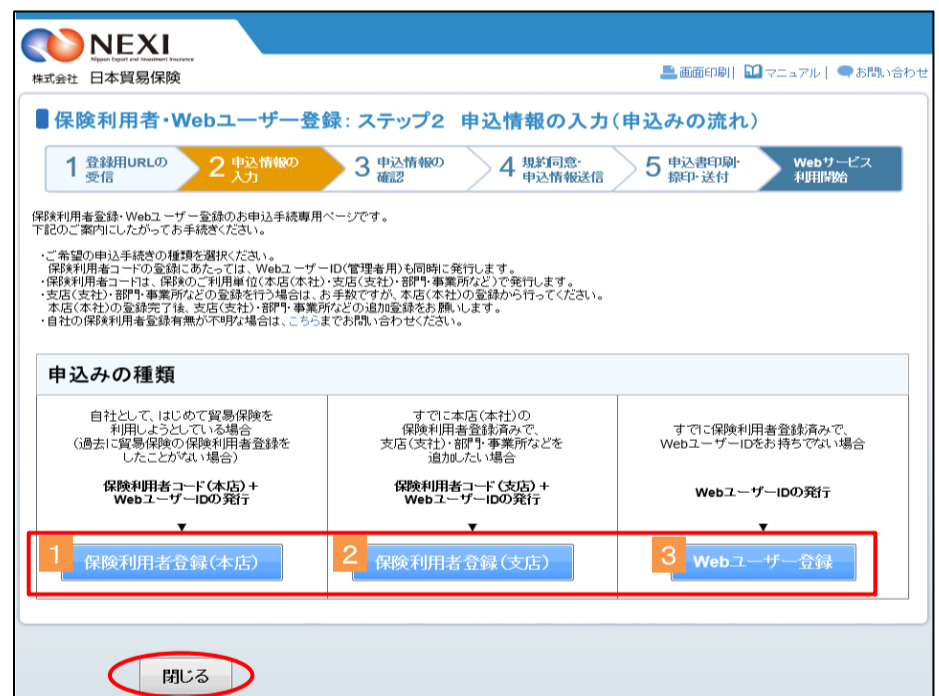 NEXI
Nippon Export and Investment Insurance
株式会社 日本貿易保険
画面印刷| マニュアル| お問い合わせ
保険利用者・Webユーザー登録: ステップ2 申込情報の入力(申込みの流れ)
1 登録用URLの
受信
2 申込情報の
入力
3 申込情報の
確認
4 規約同意・
申込情報送信
5 申込書印刷・
捺印・送付
Webサービス
利用開始
保険利用者登録・Webユーザー登録のお申込手続専用ページです。
下記のご案内にしたがってお手続きください。
・ご希望の申込手続きの種類を選択ください。
保険利用者コードの登録にあたっては、WebユーザーID(管理者用)も同時に発行します。
・保険利用者コードは、保険のご利用単位(本店(本社)・支店(支社)・部門・事業所など)で発行します。
・支店(支社)・部門・事業所などの登録を行う場合は、お手数ですが、本店(本社)の登録から行ってください。
本店(本社)の登録完了後、支店(支社)・部門・事業所などの追加登録をお願いします。
・自社の保険利用者登録有無が不明な場合は、こちらまでお問い合わせください。
申込みの種類
自社として、はじめて貿易保険を
利用しようとしている場合
(過去に貿易保険の保険利用者登録を
したことがない場合)
保険利用者コード(本店)+
WebユーザーIDの発行
▼
1 保険利用者登録(本店)
すでに本店(本社)の
保険利用者登録済みで、
支店(支社)・部門・事業所などを
追加したい場合
保険利用者コード(支店)+
WebユーザーIDの発行
▼
2 保険利用者登録(支店)
すでに保険利用者登録済みで、
WebユーザーIDをお持ちでない場合
WebユーザーIDの発行
▼
3 Webユーザー登録
閉じる